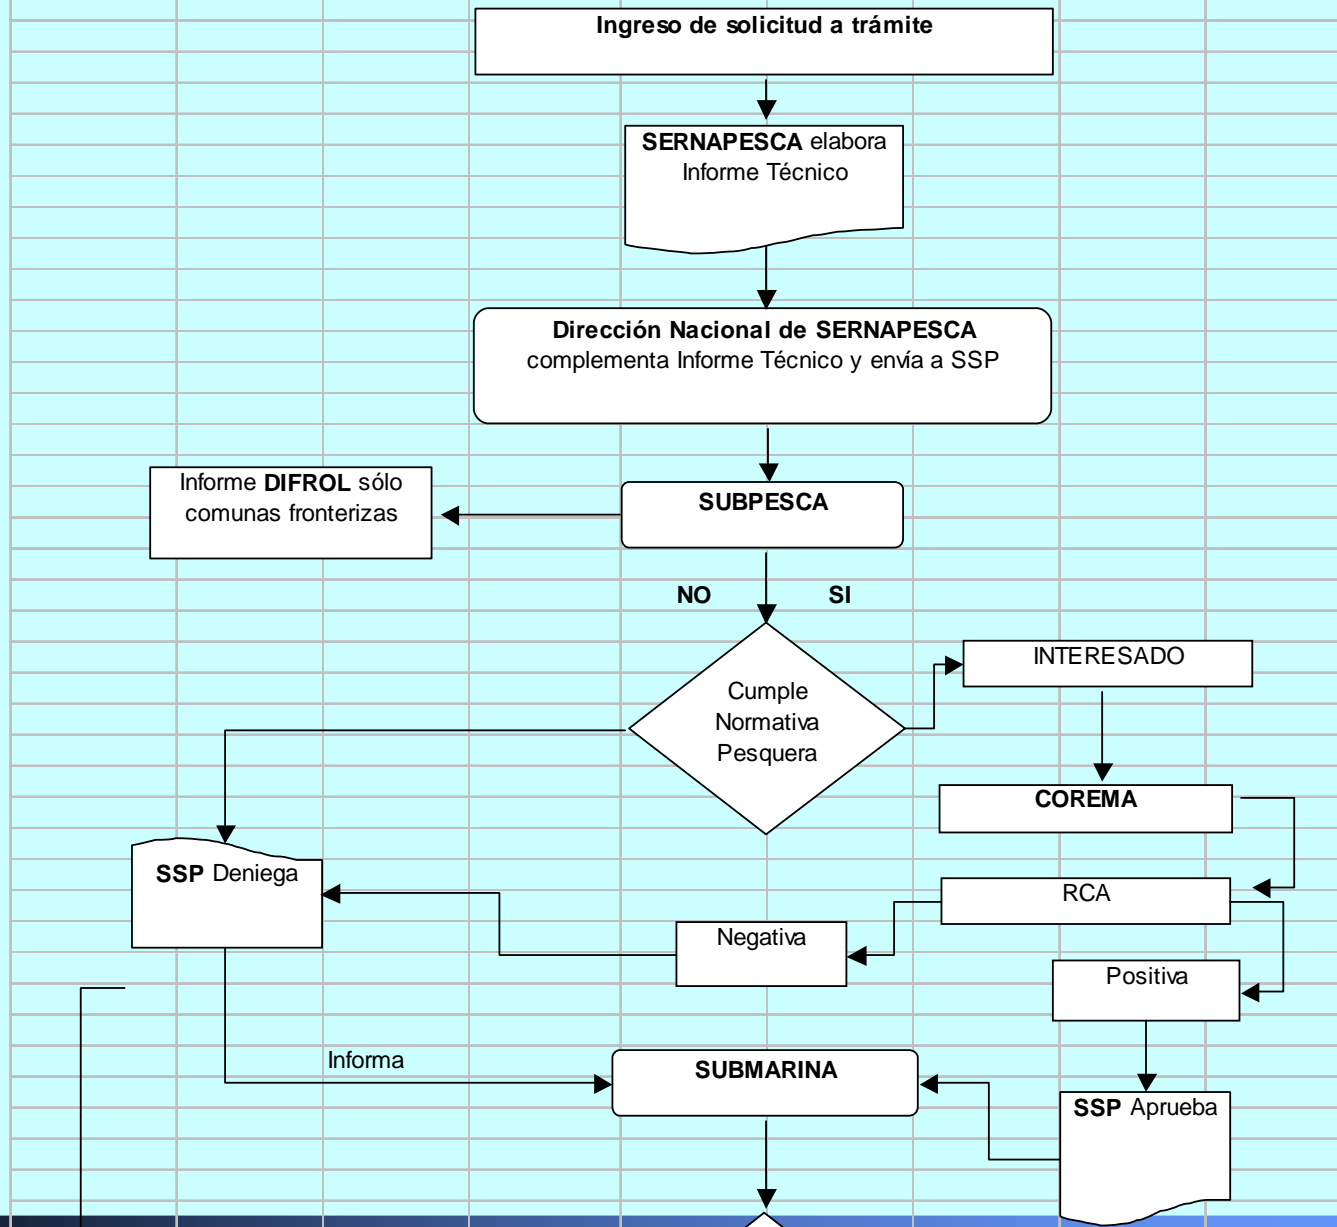 Ingreso de solicitud a trámite
SERNAPESCA elabora
Informe Técnico
Dirección Nacional de SERNAPESCA
complementa Informe Técnico y envía a SSP
Informe DIFROL sólo
comunas fronterizas
SUBPESCA
NO
SI
Cumple
Normativa
Pesquera
INTERESADO
COREMA
SSP Deniega
RCA
Negativa
Positiva
Informa
SUBMARINA
SSP Aprueba